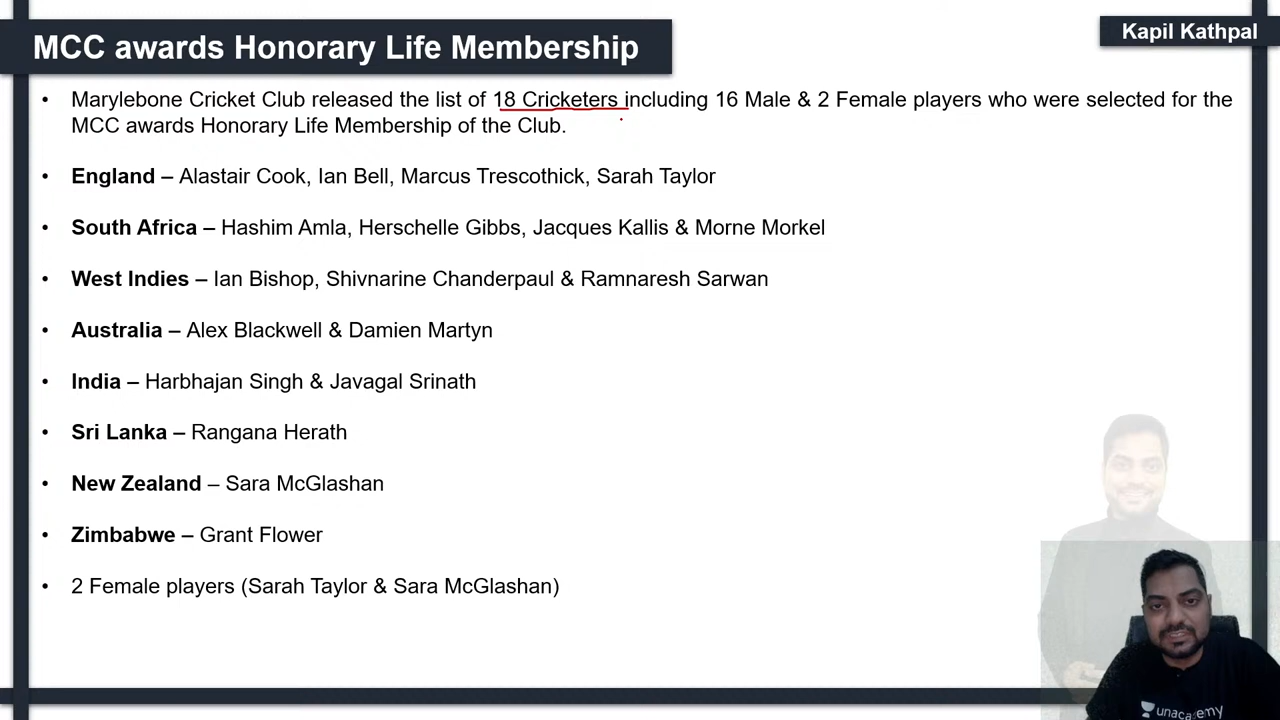 MCC awards Honorary Life Membership
Kapil Kathpal
• Marylebone Cricket Club released the list of 18 Cricketers including 16 Male & 2 Female players who were selected for the
MCC awards Honorary Life Membership of the Club.
• England – Alastair Cook, Ian Bell, Marcus Trescothick, Sarah Taylor
• South Africa – Hashim Amla, Herschelle Gibbs, Jacques Kallis & Morne Morkel
• West Indies – Ian Bishop, Shivnarine Chanderpaul & Ramnaresh Sarwan
• Australia – Alex Blackwell & Damien Martyn
• India – Harbhajan Singh & Javagal Srinath
• Sri Lanka – Rangana Herath
• New Zealand – Sara McGlashan
• Zimbabwe – Grant Flower
• 2 Female players (Sarah Taylor & Sara McGlashan)
unacademy